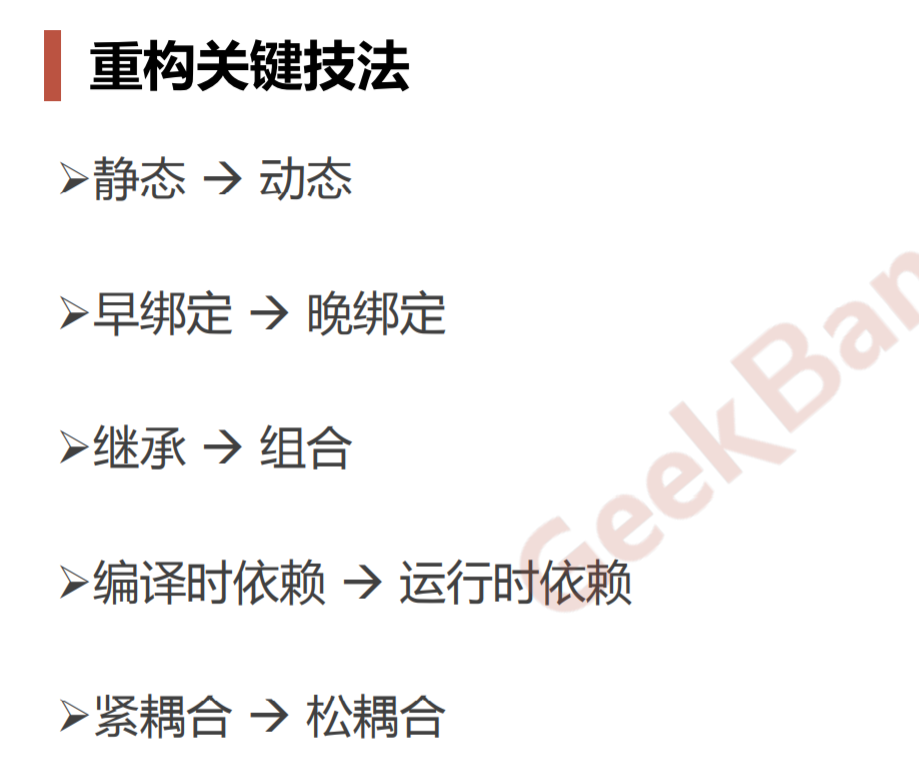 重构关键技法
➢静态 → 动态
➢早绑定 → 晚绑定
➢继承 → 组合
➢编译时依赖 → 运行时依赖
➢紧耦合 → 松耦合